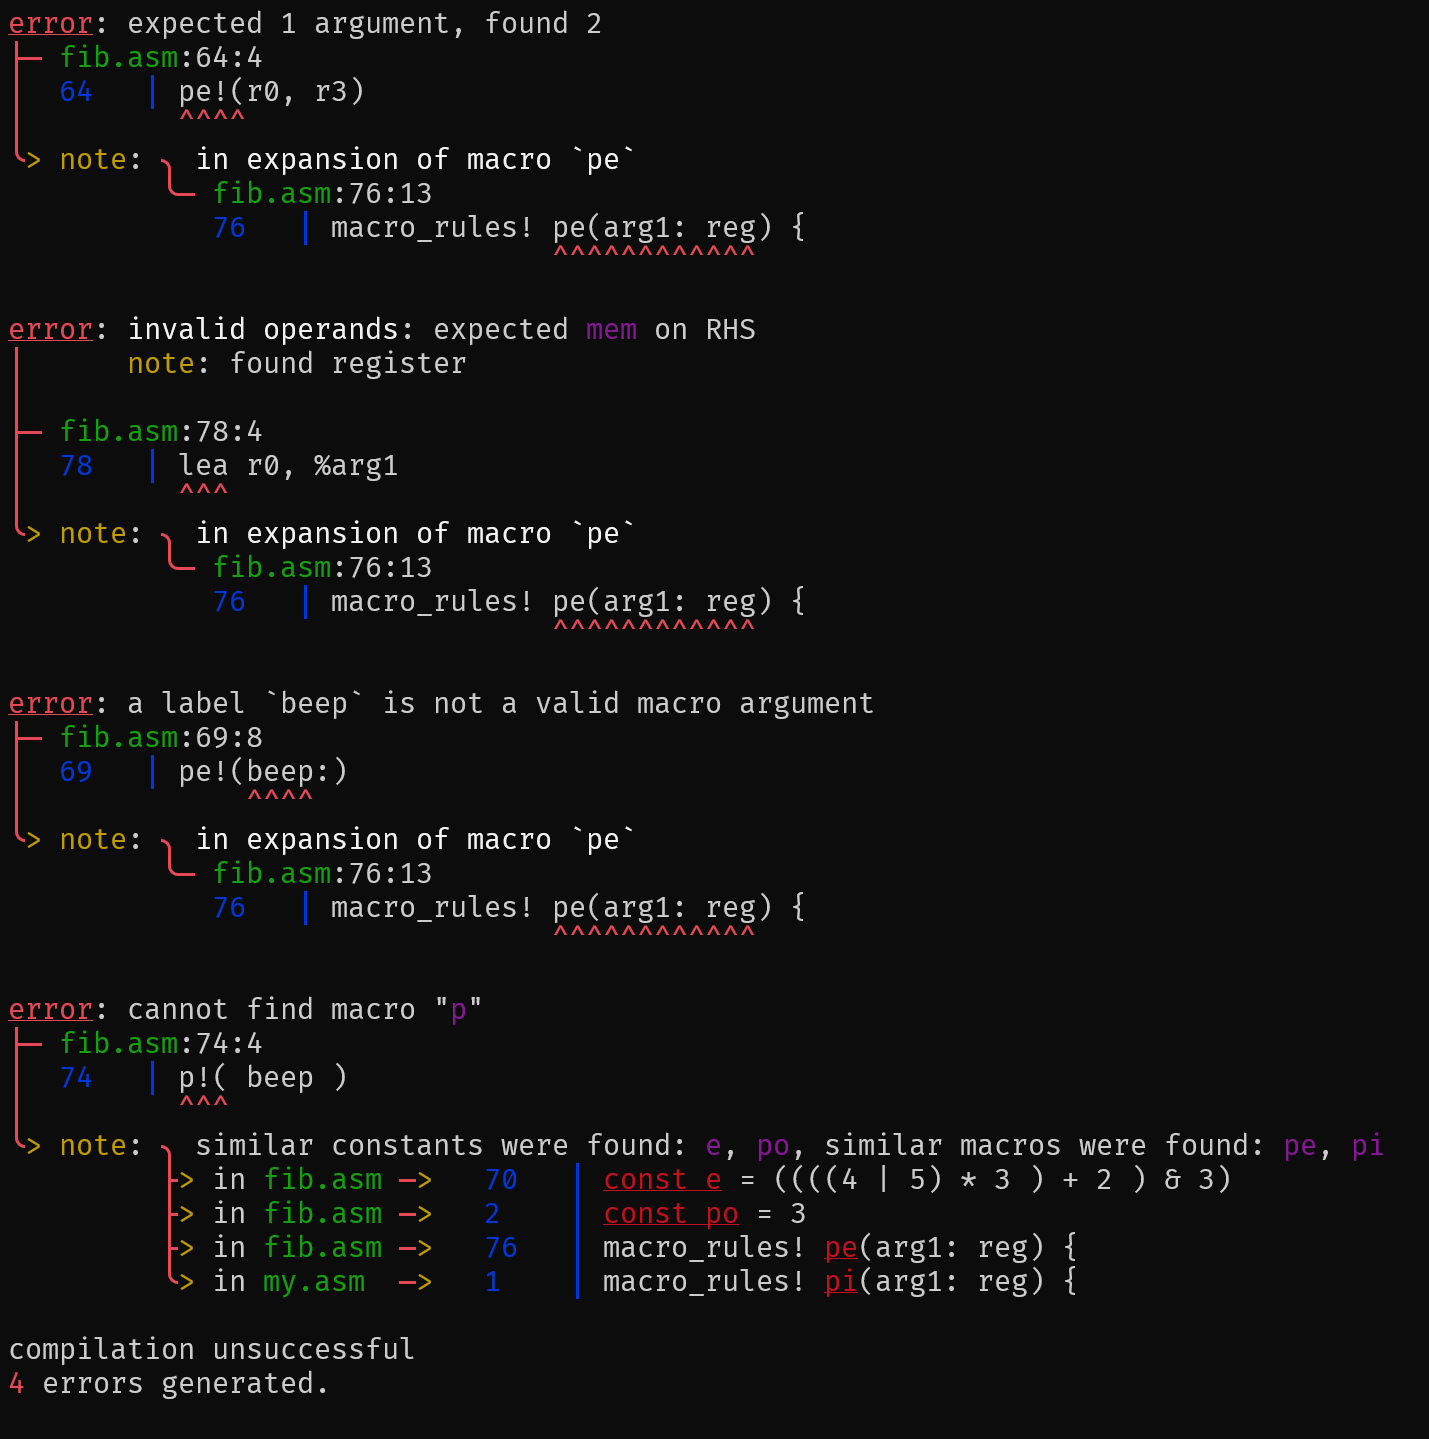 error: expected 1 argument, found 2
fib.asm:64:4
64 | pe!(r0, r3)
^^^^
> note: in expansion of macro `pe`
fib.asm:76:13
76 | macro_rules! pe(arg1: reg) {
^^^^^^^^^^^^
error: invalid operands: expected mem on RHS
note: found register
fib.asm:78:4
78 | lea r0, %arg1
^^^
> note: in expansion of macro `pe`
fib.asm:76:13
76 | macro_rules! pe(arg1: reg) {
^^^^^^^^^^^^
error: a label `beep` is not a valid macro argument
fib.asm:69:8
69 | pe!(beep:)
^^^^
> note: in expansion of macro `pe`
fib.asm:76:13
76 | macro_rules! pe(arg1: reg) {
^^^^^^^^^^^^
error: cannot find macro "p"
fib.asm:74:4
74 | p!( beep )
^^^
> note: similar constants were found: e, po, similar macros were found: pe, pi
> in fib.asm —> 70 | const e = ((((4 | 5) * 3 ) + 2 ) & 3)
> in fib.asm —> 2 | const po = 3
> in fib.asm —> 76 | macro_rules! pe(arg1: reg) {
> in my.asm —> 1 | macro_rules! pi(arg1: reg) {
compilation unsuccessful
4 errors generated.